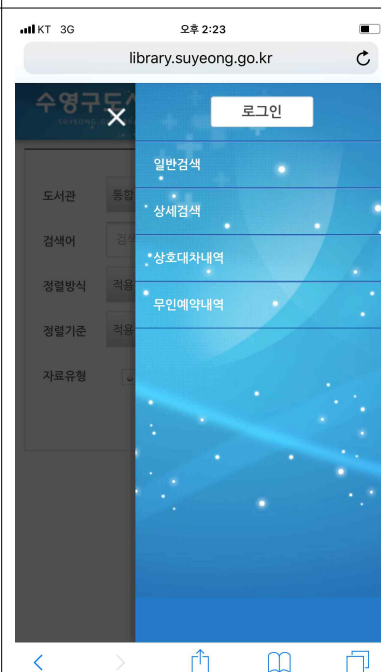 KT 3G
오후 2:23
library.suyeong.go.kr
수영구도서
로그인
일반검색
상세검색
상호대차내역
무인예약내역
도서관
통합
검색어
검색
정렬방식
적용
정렬기준
적용
자료유형